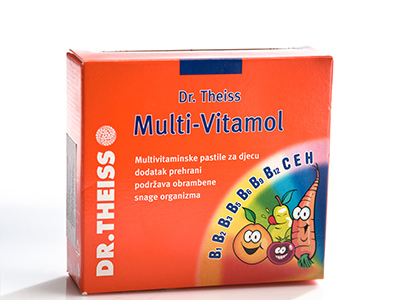 Dr. Theiss
Multi-Vitamol
Multivitaminske pastile za djecu
dodatak prehrani
podržava obrambene
snage organizma
B1 B2 B3 B5 B6 B9 B12 C E H
DR.THEISS